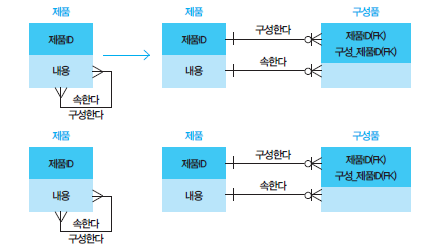 제품
제품ID
내용
속한다
구성한다
제품
제품ID
내용
구성한다
속한다
구성품
제품ID(FK)
구성_제품ID(FK)
제품
제품ID
내용
속한다
구성한다
제품
제품ID
내용
구성한다
속한다
구성품
제품ID(FK)
구성_제품ID(FK)